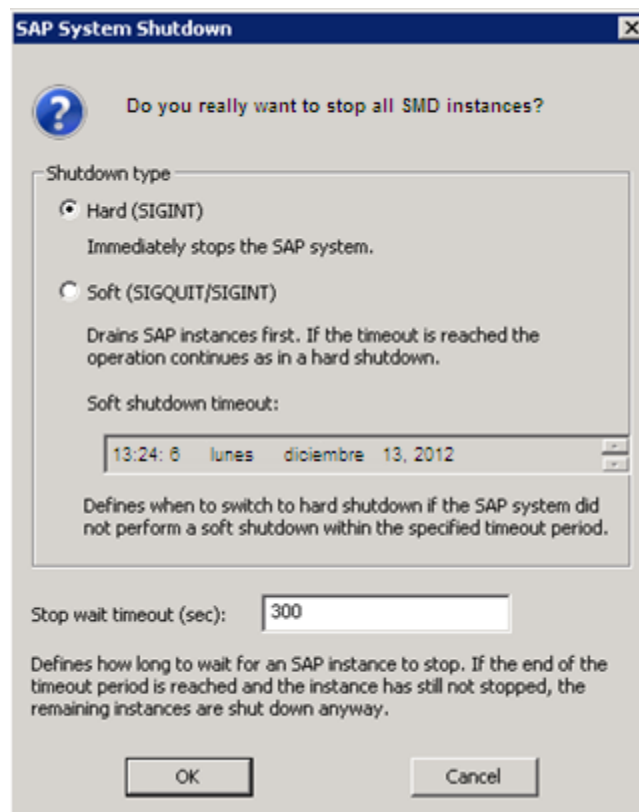 SAP System Shutdown
Do you really want to stop all SMD instances?
Shutdown type
Hard (SIGINT)
Immediately stops the SAP system.
Soft (SIGQUIT/SIGINT)
Drains SAP instances first. If the timeout is reached the
operation continues as in a hard shutdown.
Soft shutdown timeout:
13:24: 6 lunes diciembre 13, 2012
Defines when to switch to hard shutdown if the SAP system did
not perform a soft shutdown within the specified timeout period.
Stop wait timeout (sec): 300
Defines how long to wait for an SAP instance to stop. If the end of the
timeout period is reached and the instance has still not stopped, the
remaining instances are shut down anyway.
OK Cancel